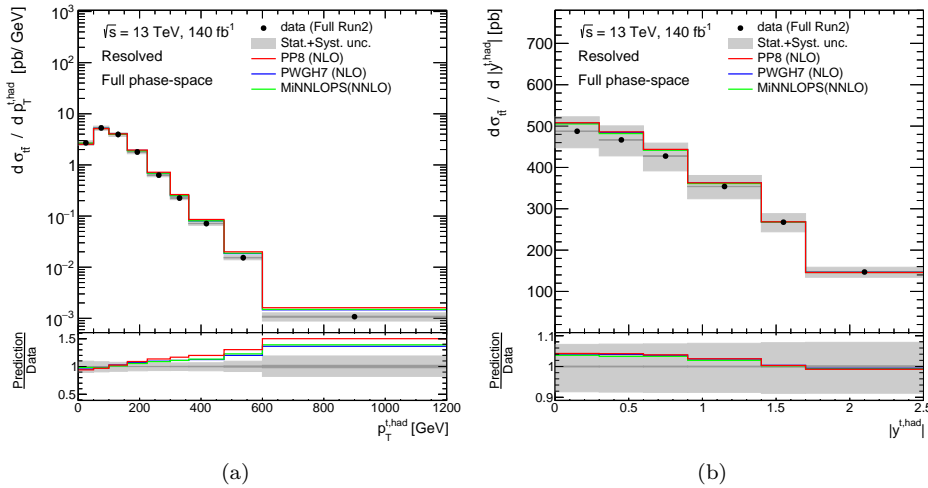 √s = 13 TeV, 140 fb⁻¹
Resolved
Full phase-space
data (Full Run2)
Stat.+Syst. unc.
PP8 (NLO)
PWGH7 (NLO)
MiNNLOPS(NNLO)
d σ_tt̄ / d p_T^t,had [pb/ GeV]
10³
10²
10
1
10⁻¹
10⁻²
10⁻³
Prediction
Data
1.5
1
0.5
0 200 400 600 800 1000 1200
p_T^t,had [GeV]
(a)
√s = 13 TeV, 140 fb⁻¹
Resolved
Full phase-space
data (Full Run2)
Stat.+Syst. unc.
PP8 (NLO)
PWGH7 (NLO)
MiNNLOPS(NNLO)
d σ_tt̄ / d |y^t,had| [pb]
700
600
500
400
300
200
100
Prediction
Data
1.1
1
0.9
0 0.5 1 1.5 2 2.5
|y^t,had|
(b)